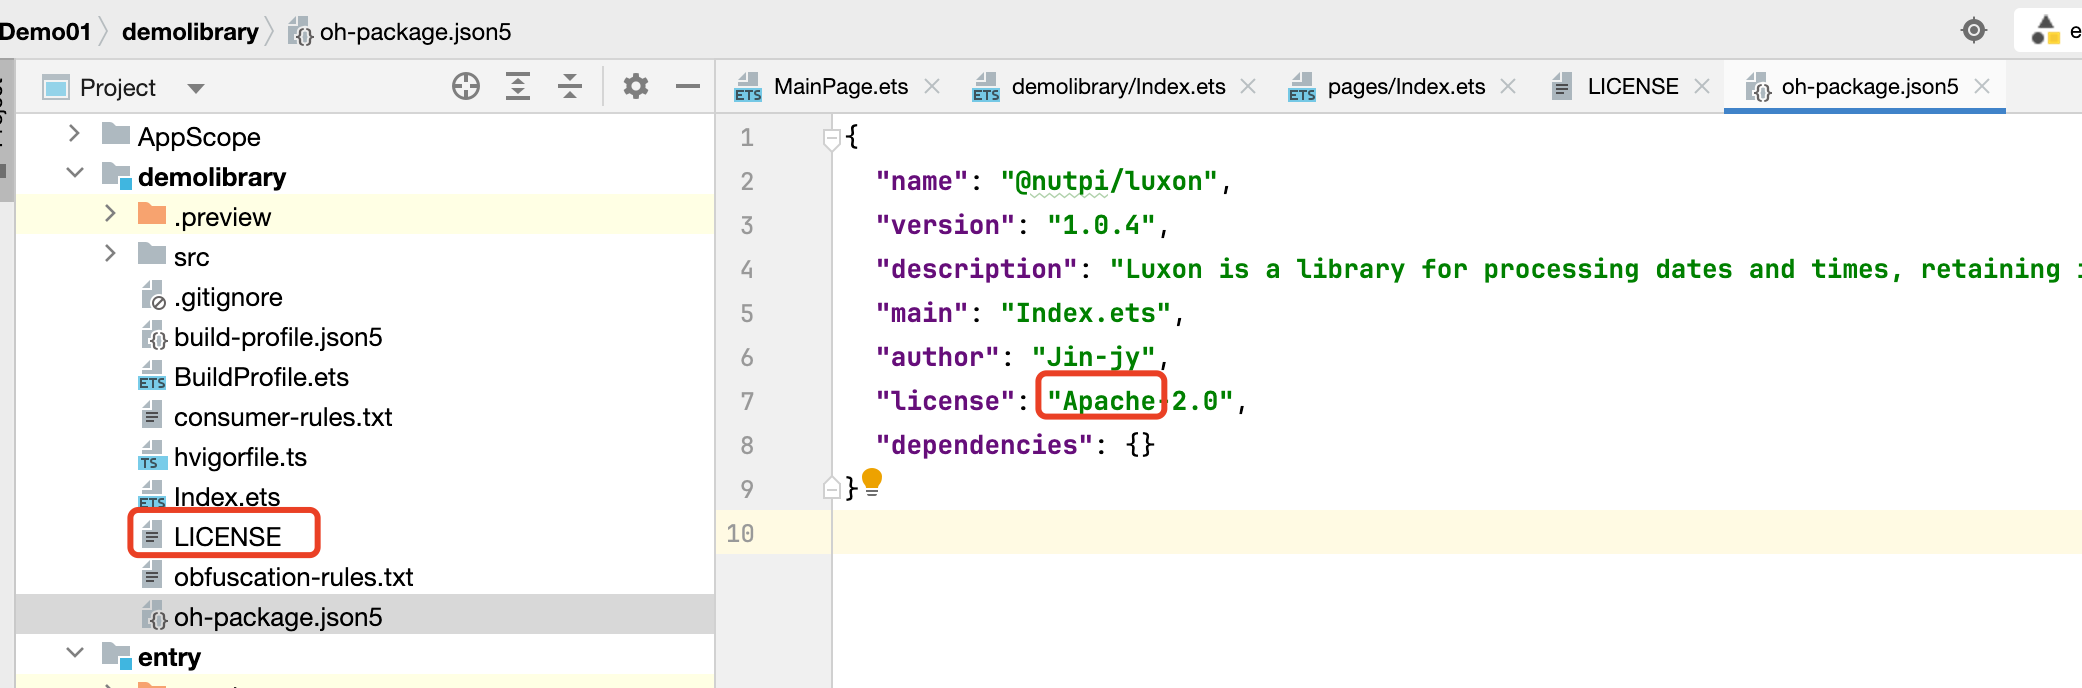 Demo01 demolibrary oh-package.json5
Project
MainPage.ets demolibrary/Index.ets pages/Index.ets LICENSE oh-package.json5
AppScope
demolibrary
.preview
src
.gitignore
build-profile.json5
BuildProfile.ets
consumer-rules.txt
hvigorfile.ts
Index.ets
LICENSE
obfuscation-rules.txt
oh-package.json5
entry
1 {
2 "name": "@nutpi/luxon",
3 "version": "1.0.4",
4 "description": "Luxon is a library for processing dates and times, retaining
5 "main": "Index.ets",
6 "author": "Jin-jy",
7 "license": "Apache-2.0",
8 "dependencies": {}
9 }
10